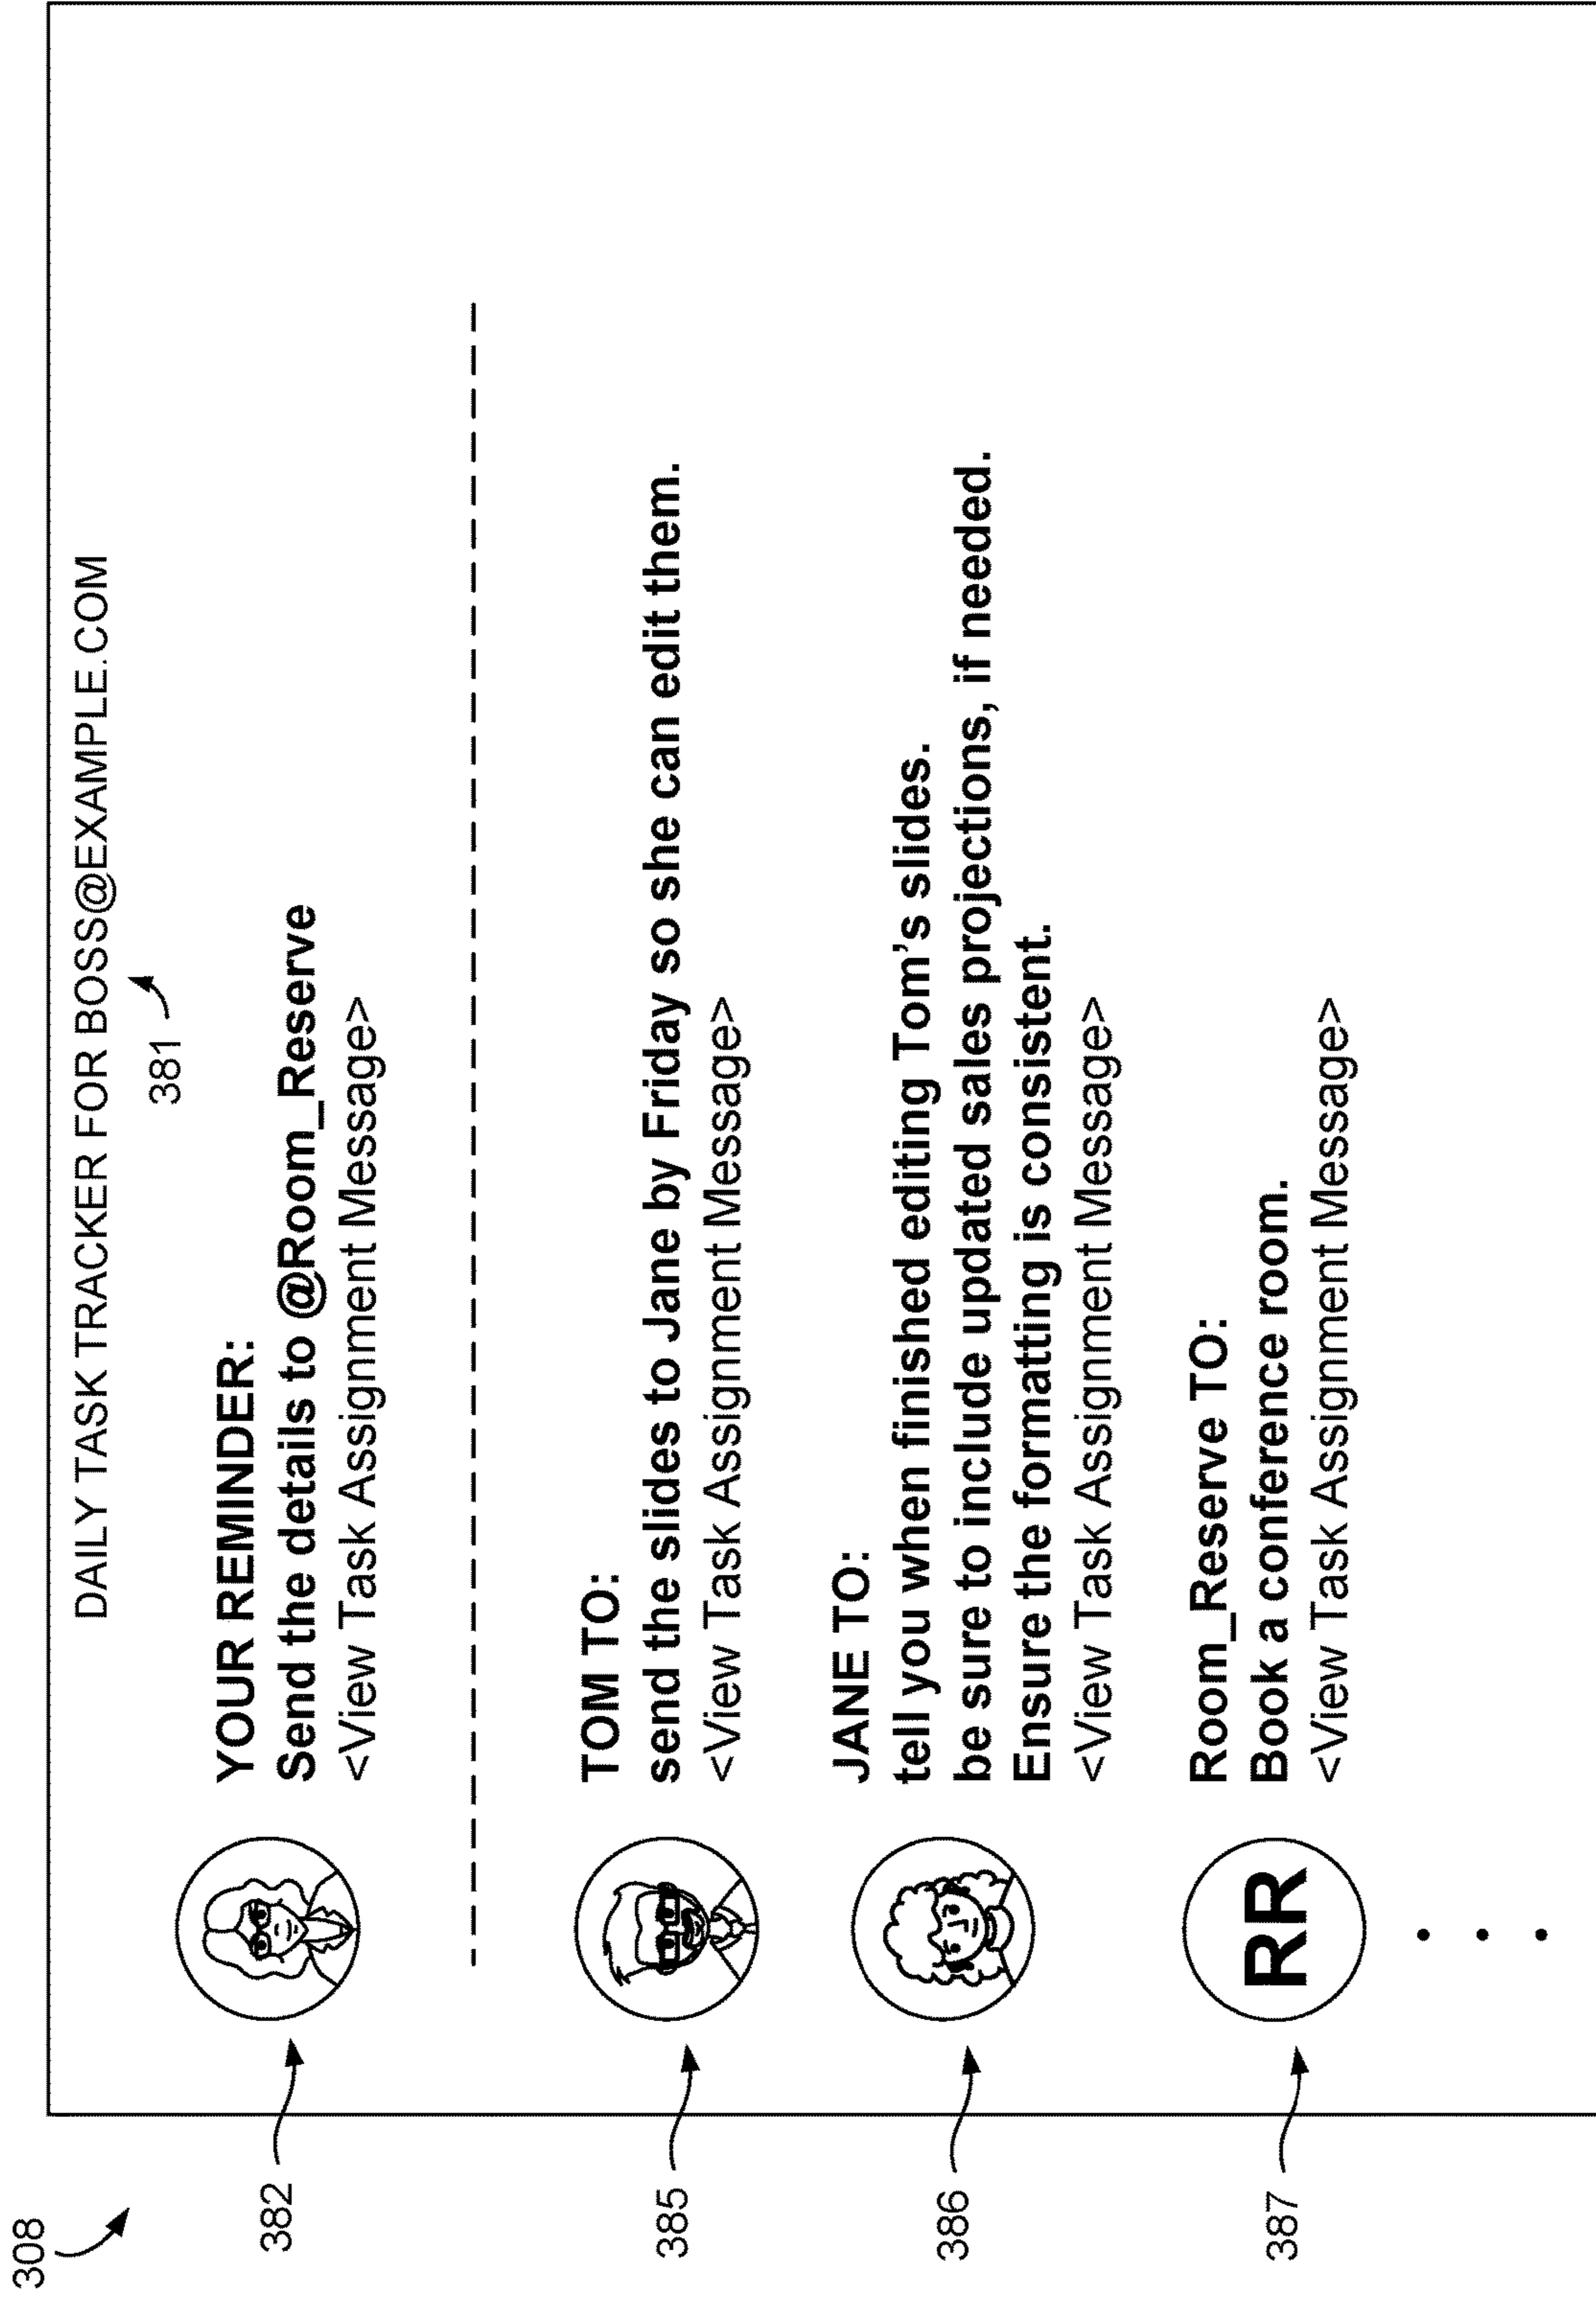 308
DAILY TASK TRACKER FOR BOSS@EXAMPLE.COM
381
382
YOUR REMINDER:
Send the details to @Room_Reserve
<View Task Assignment Message>
385
TOM TO:
send the slides to Jane by Friday so she can edit them.
<View Task Assignment Message>
386
JANE TO:
tell you when finished editing Tom's slides.
be sure to include updated sales projections, if needed.
Ensure the formatting is consistent.
<View Task Assignment Message>
387
RR
Room_Reserve TO:
Book a conference room.
<View Task Assignment Message>